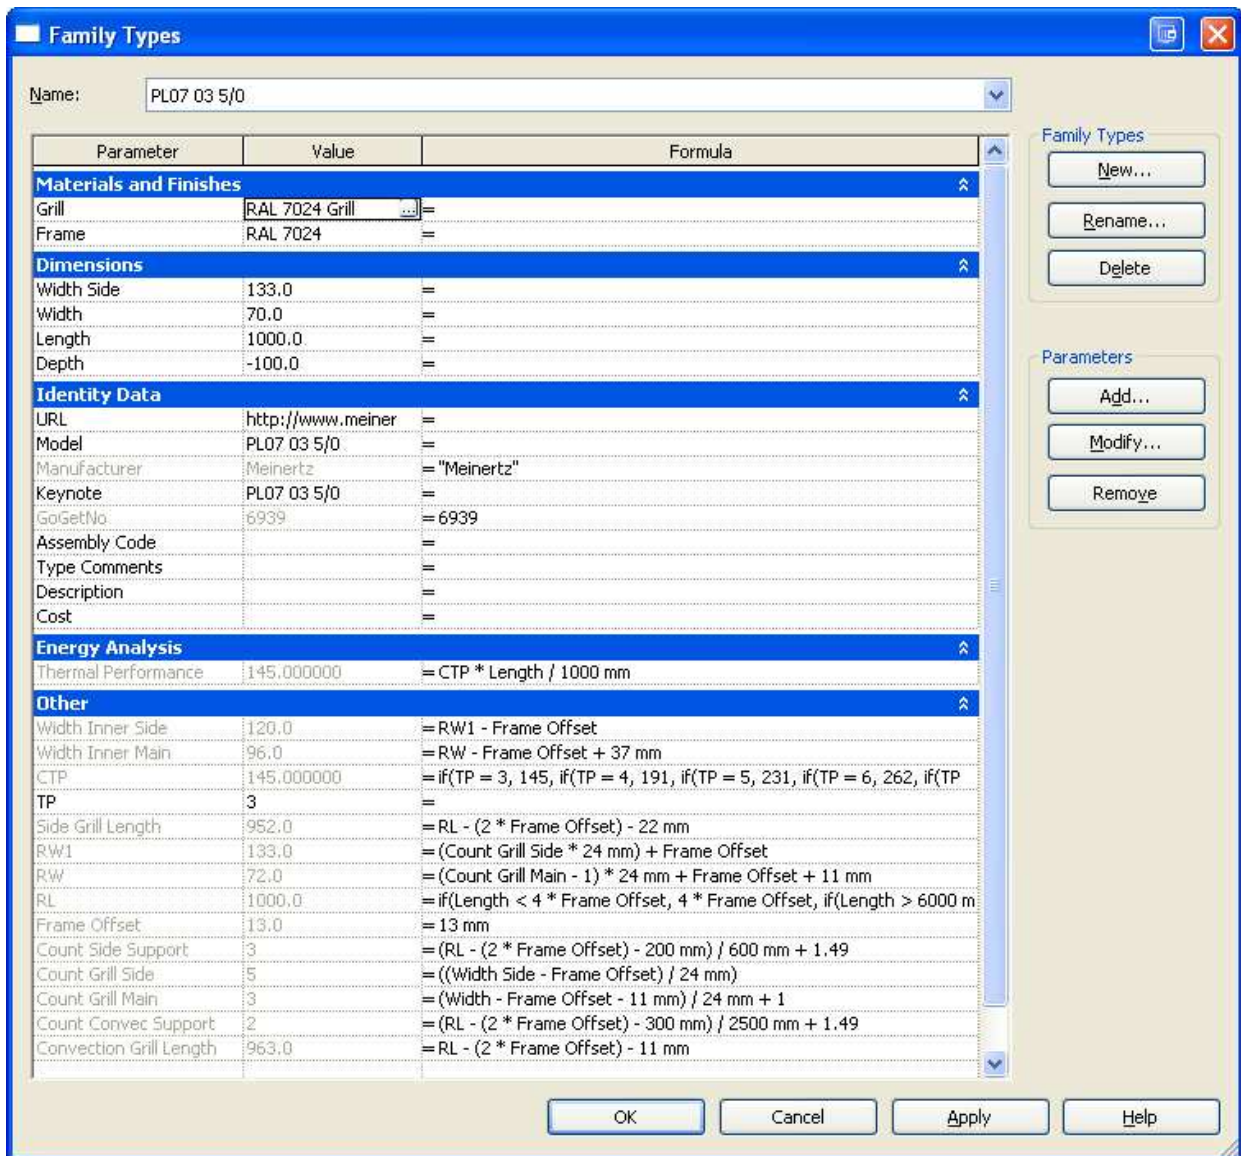 Family Types
Name: PL07 03 5/0
Parameter Value Formula
Materials and Finishes
Grill RAL 7024 Grill ... =
Frame RAL 7024 =
Dimensions
Width Side 133.0 =
Width 70.0 =
Length 1000.0 =
Depth -100.0 =
Identity Data
URL http://www.meiner =
Model PL07 03 5/0 =
Manufacturer Meinertz = "Meinertz"
Keynote PL07 03 5/0 =
GoGetNo 6939 = 6939
Assembly Code =
Type Comments =
Description =
Cost =
Energy Analysis
Thermal Performance 145.000000 = CTP * Length / 1000 mm
Other
Width Inner Side 120.0 = RW1 - Frame Offset
Width Inner Main 96.0 = RW - Frame Offset + 37 mm
CTP 145.000000 = if(TP = 3, 145, if(TP = 4, 191, if(TP = 5, 231, if(TP = 6, 262, if(TP
TP 3 =
Side Grill Length 952.0 = RL - (2 * Frame Offset) - 22 mm
RW1 133.0 = (Count Grill Side * 24 mm) + Frame Offset
RW 72.0 = (Count Grill Main - 1) * 24 mm + Frame Offset + 11 mm
RL 1000.0 = if(Length < 4 * Frame Offset, 4 * Frame Offset, if(Length > 6000 m
Frame Offset 13.0 = 13 mm
Count Side Support 3 = (RL - (2 * Frame Offset) - 200 mm) / 600 mm + 1.49
Count Grill Side 5 = ((Width Side - Frame Offset) / 24 mm)
Count Grill Main 3 = (Width - Frame Offset - 11 mm) / 24 mm + 1
Count Convec Support 2 = (RL - (2 * Frame Offset) - 300 mm) / 2500 mm + 1.49
Convection Grill Length 963.0 = RL - (2 * Frame Offset) - 11 mm
Family Types
New...
Rename...
Delete
Parameters
Add...
Modify...
Remove
OK Cancel Apply Help